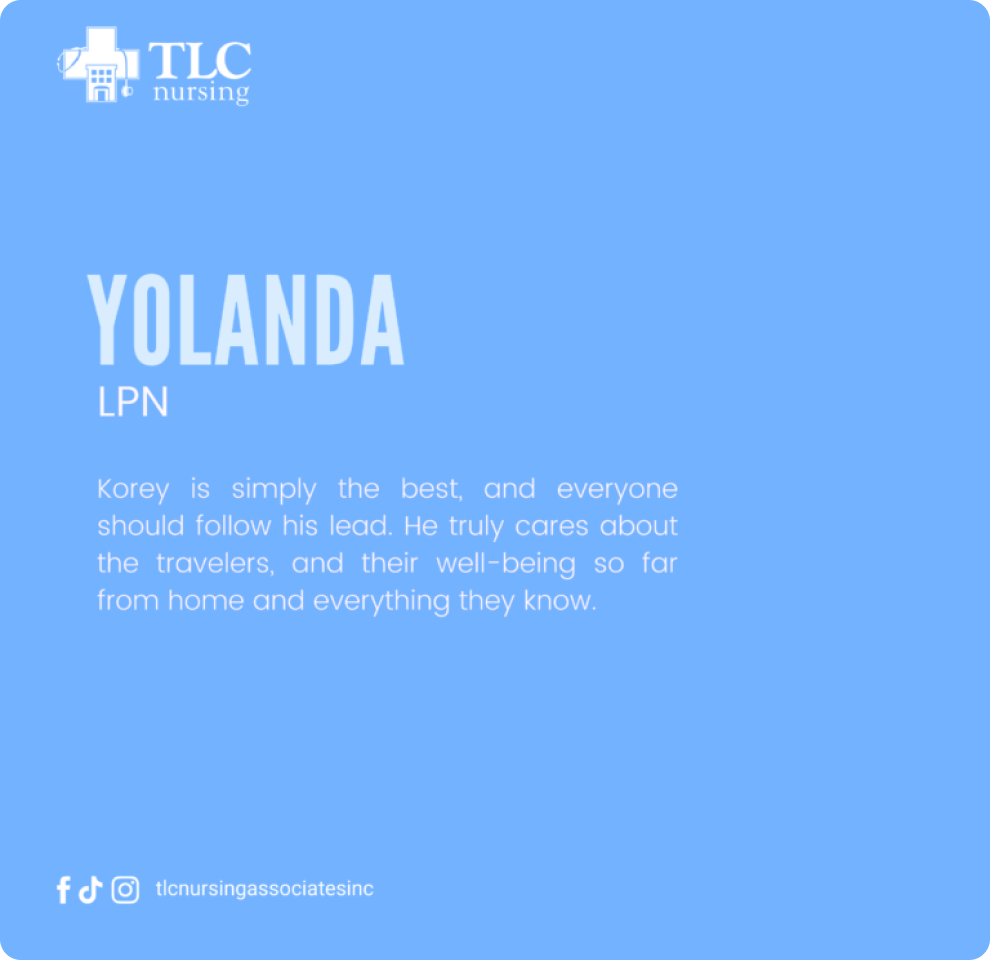 TLC
nursing
YOLANDA
LPN
Korey is simply the best, and everyone
should follow his lead. He truly cares about
the travelers, and their well-being so far
from home and everything they know.
tlcnursingassociatesinc